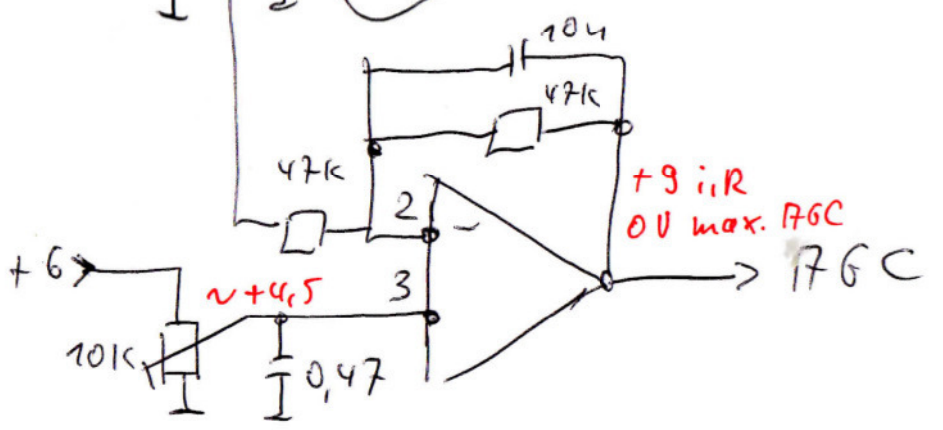 10u
47K
47K
2
-
+9 i.R
0V max. AGC
+6
~+4,5
3
AGC
10K
0,47